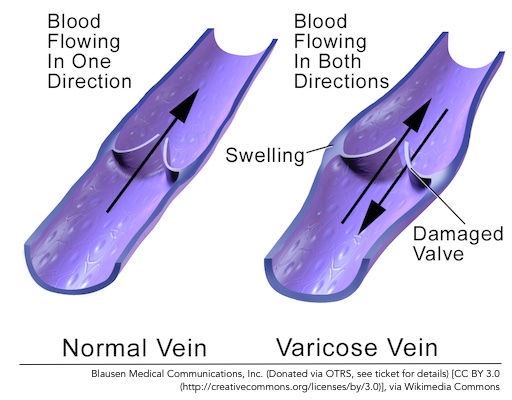 Blood
Flowing
In One
Direction
Blood
Flowing
In Both
Directions
Swelling
Damaged
Valve
Normal Vein
Varicose Vein
Blausen Medical Communications, Inc. (Donated via OTRS, see ticket for details) [CC BY 3.0
(http://creativecommons.org/licenses/by/3.0)], via Wikimedia Commons